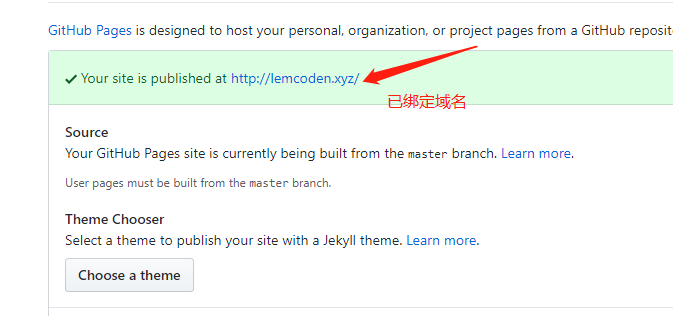 GitHub Pages is designed to host your personal, organization, or project pages from a GitHub
Your site is published at http://lemcoden.xyz/
已绑定域名
Source
Your GitHub Pages site is currently being built from the master branch. Learn more.
User pages must be built from the master branch.
Theme Chooser
Select a theme to publish your site with a Jekyll theme. Learn more.
Choose a theme